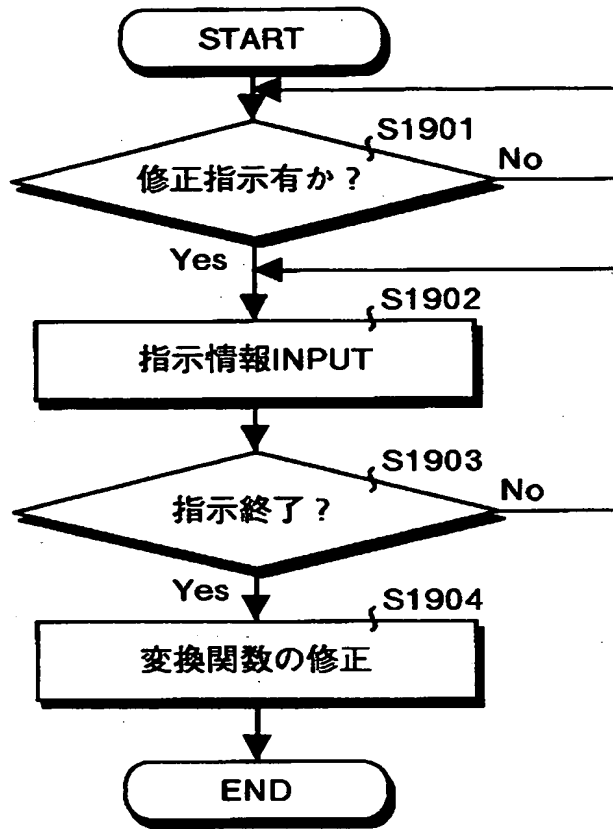 START
S1901
修正指示有か？
No
Yes
S1902
指示情報INPUT
S1903
指示終了？
No
Yes
S1904
変換関数の修正
END